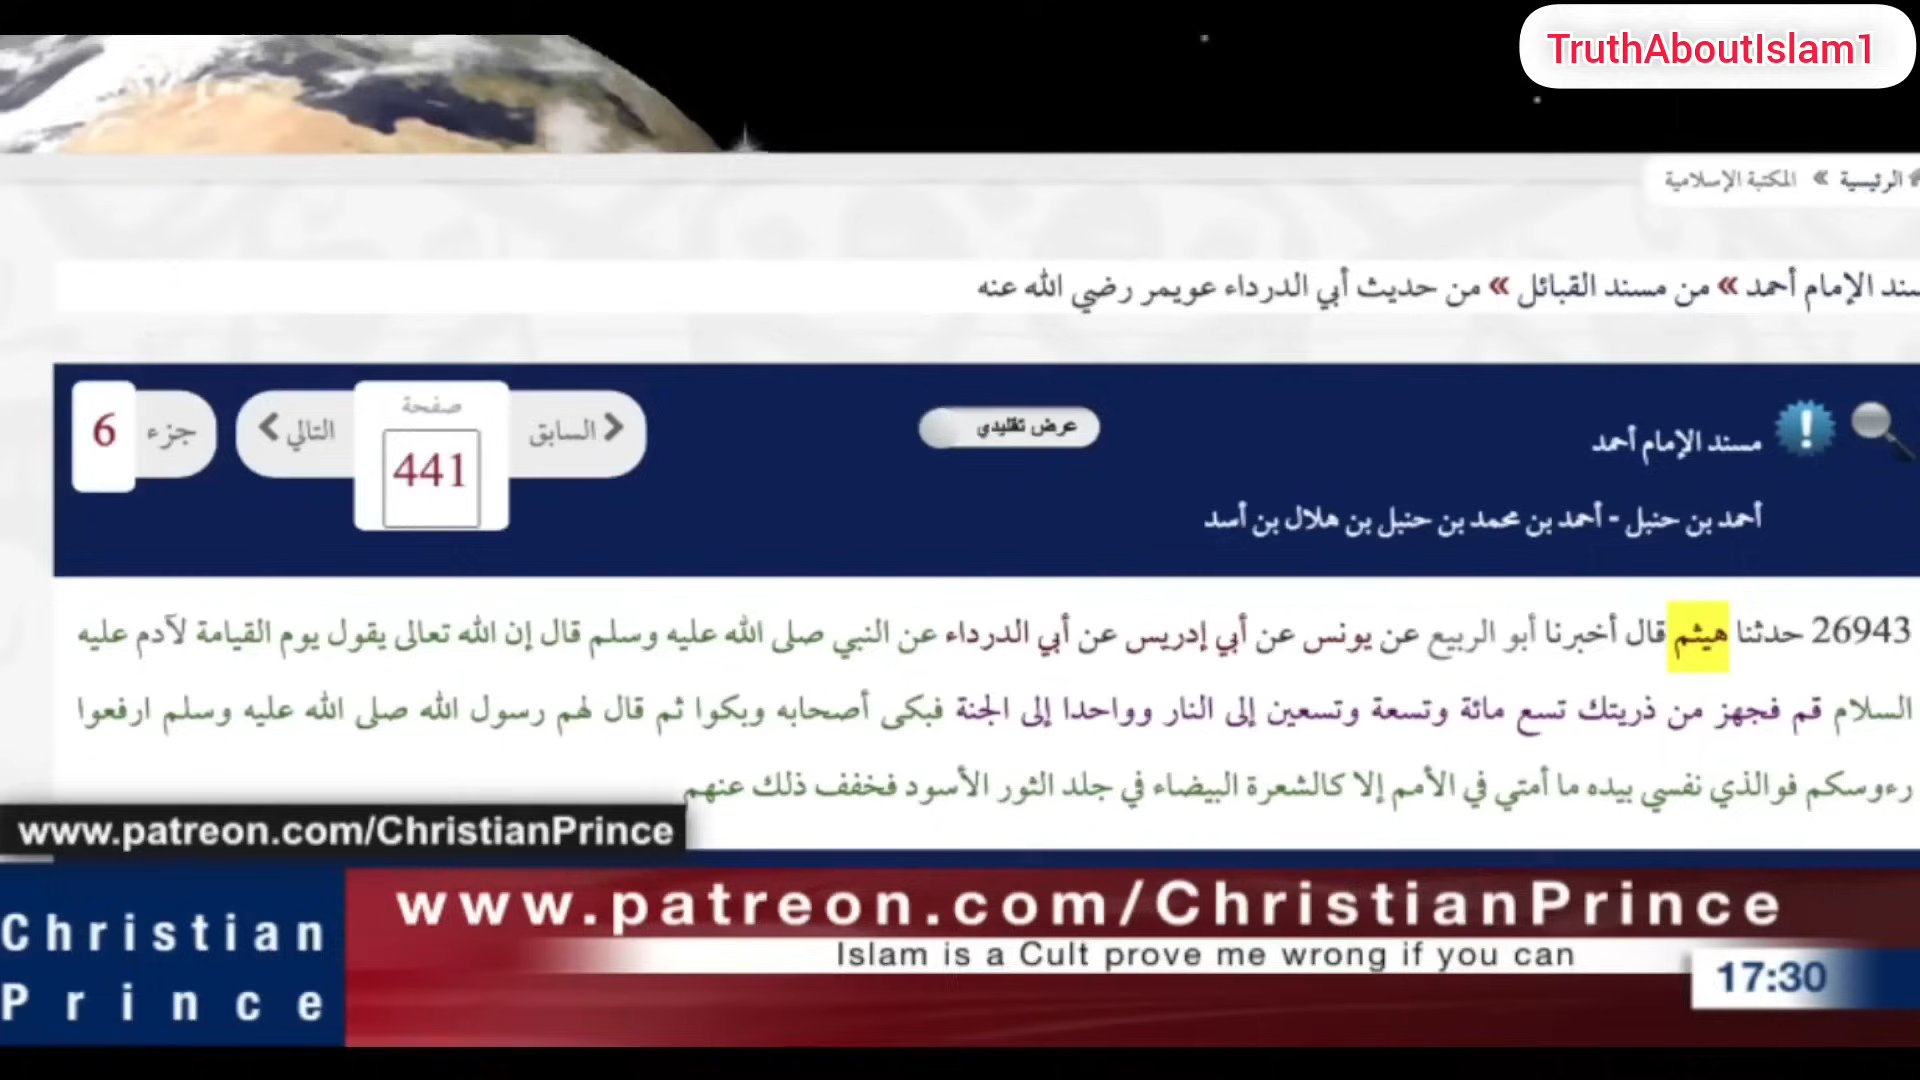 TruthAboutIslam1
الرئيسية » المكتبة الإسلامية
الإمام أحمد » من مسند القبائل » من حديث أبي الدرداء عويمر رضي الله عنه
جزء 6
التالي
صفحة
441
السابق
عرض تقليدي
مسند الإمام أحمد
أحمد بن حنبل - أحمد بن محمد بن حنبل بن هلال بن أسد
26943 حدثنا هيثم قال أخبرنا أبو الربيع عن يونس عن أبي إدريس عن أبي الدرداء عن النبي صلى الله عليه وسلم قال إن الله تعالى يقول يوم القيامة لآدم عليه
السلام قم فجهز من ذريتك تسع مائة وتسعة وتسعين إلى النار وواحدا إلى الجنة فبكى أصحابه وبكوا ثم قال لهم رسول الله صلى الله عليه وسلم ارفعوا
رءوسكم فوالذي نفسي بيده ما أمتي في الأمم إلا كالشعرة البيضاء في جلد الثور الأسود فخفف ذلك عنهم
www.patreon.com/ChristianPrince
Christian
Prince
www.patreon.com/ChristianPrince
Islam is a Cult prove me wrong if you can
17:30